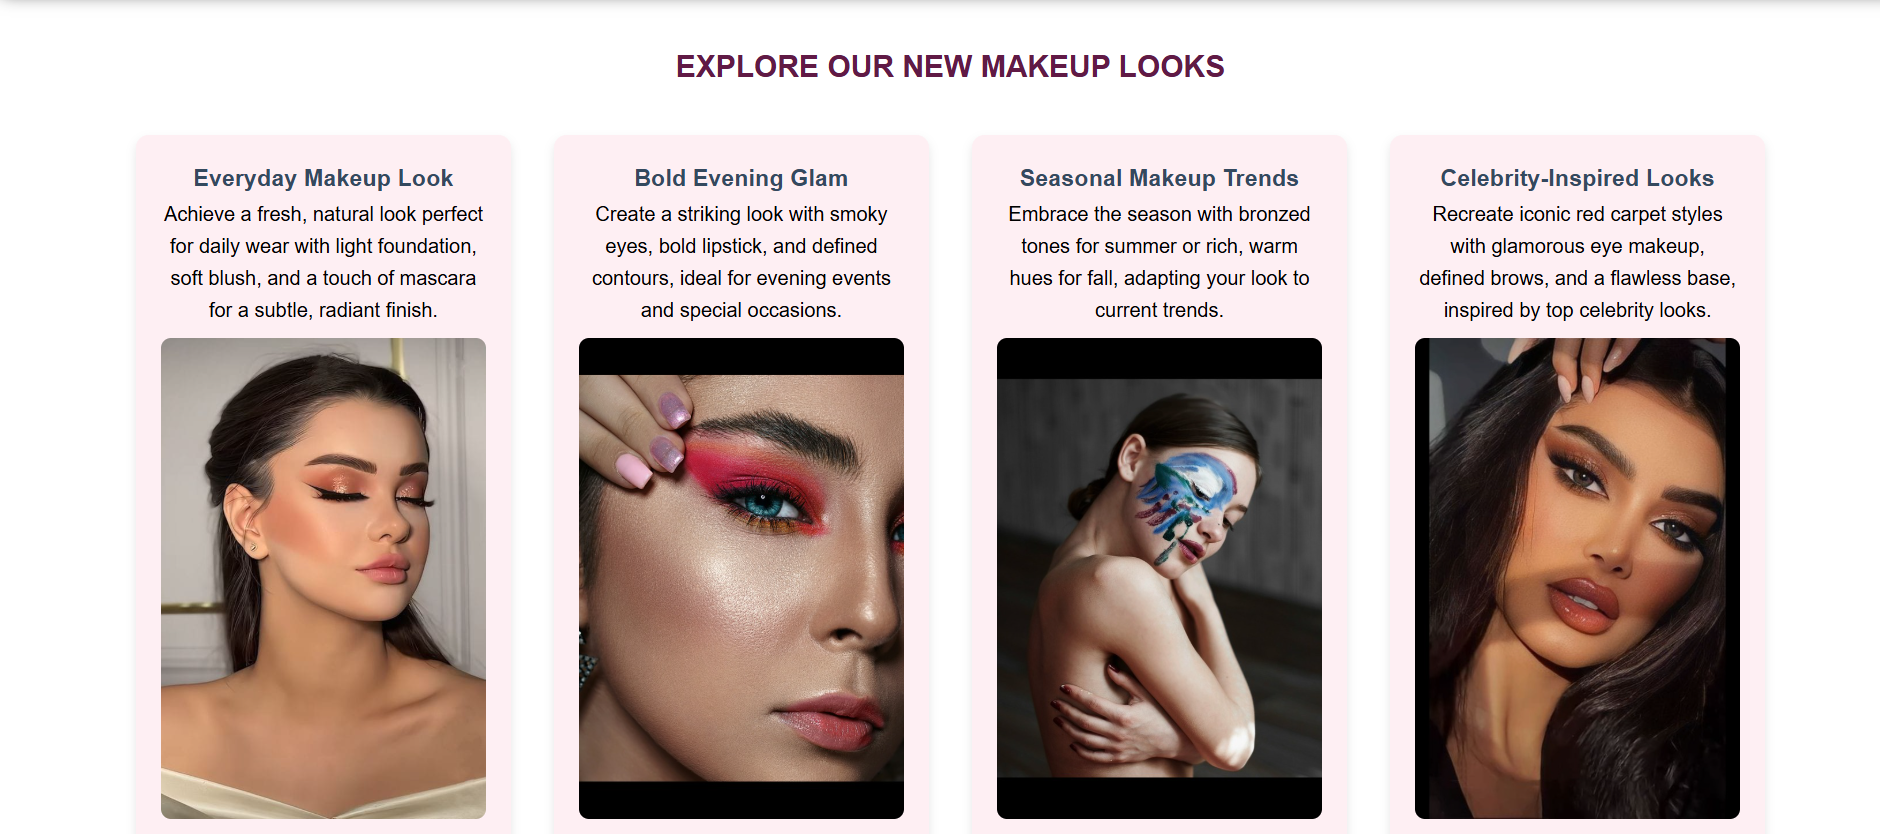 EXPLORE OUR NEW MAKEUP LOOKS
Everyday Makeup Look
Achieve a fresh, natural look perfect
for daily wear with light foundation,
soft blush, and a touch of mascara
for a subtle, radiant finish.
Bold Evening Glam
Create a striking look with smoky
eyes, bold lipstick, and defined
contours, ideal for evening events
and special occasions.
Seasonal Makeup Trends
Embrace the season with bronzed
tones for summer or rich, warm
hues for fall, adapting your look to
current trends.
Celebrity-Inspired Looks
Recreate iconic red carpet styles
with glamorous eye makeup,
defined brows, and a flawless base,
inspired by top celebrity looks.